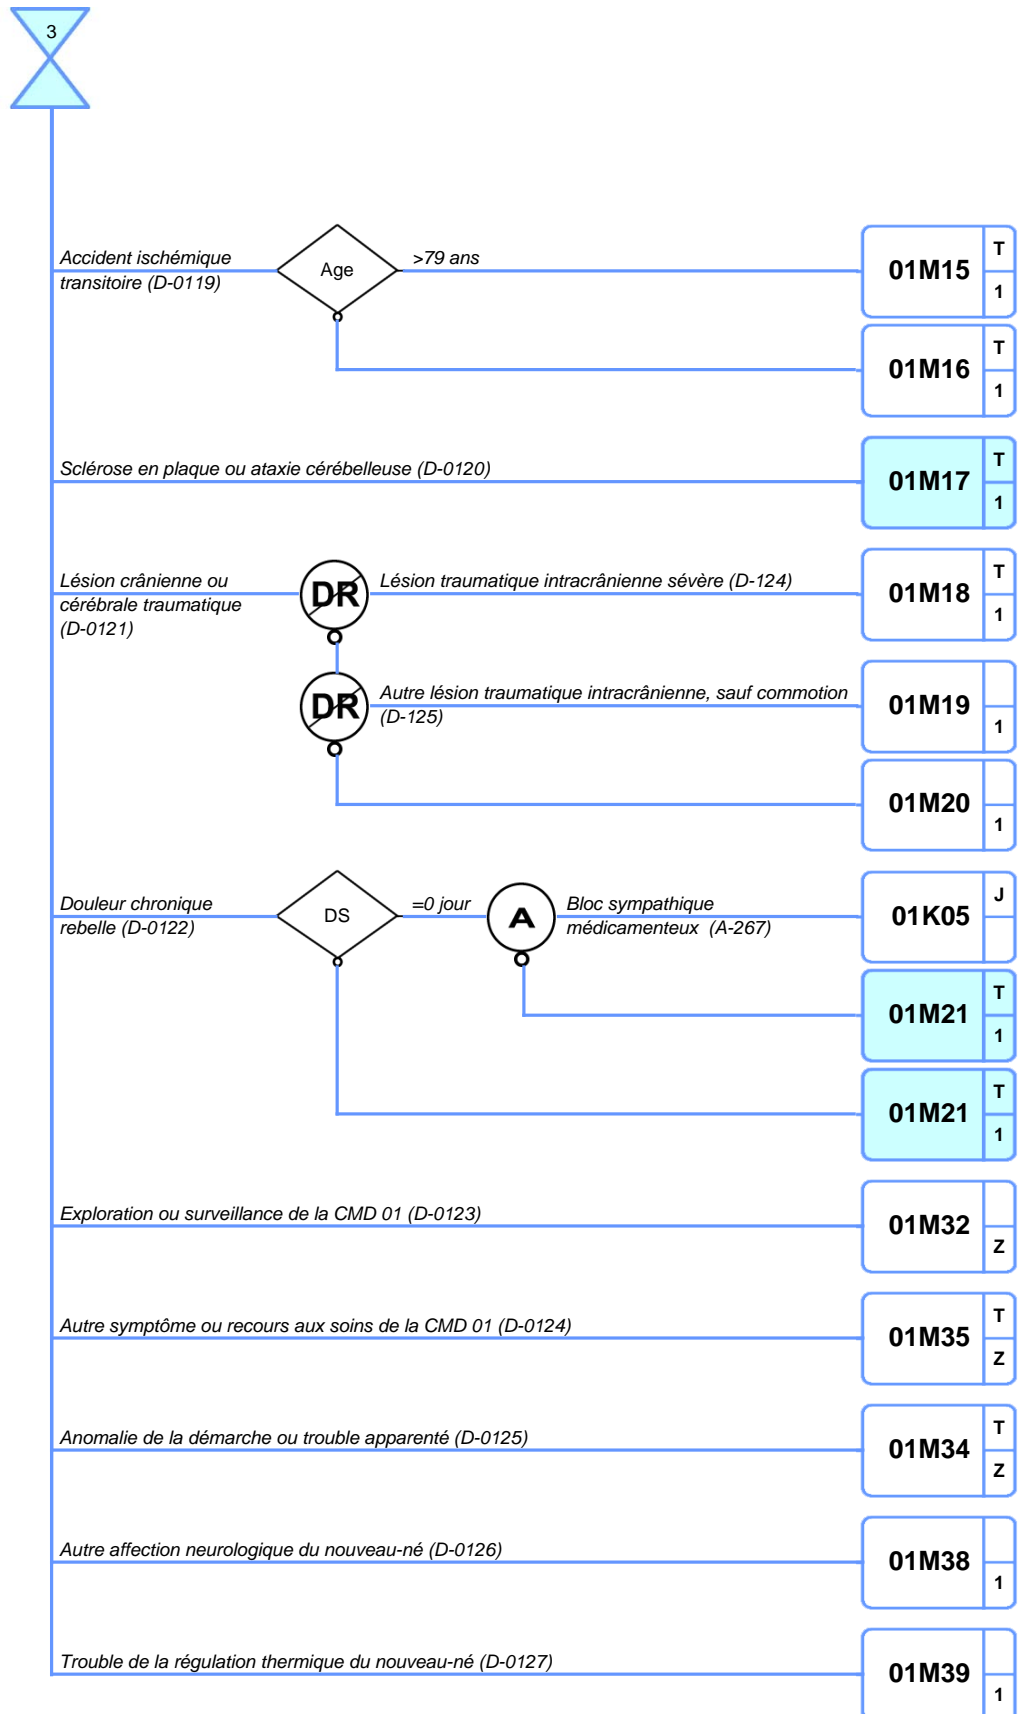 3
Accident ischémique
transitoire (D-0119)
Age
>79 ans
01M15
T
1
01M16
T
1
Sclérose en plaque ou ataxie cérébelleuse (D-0120)
01M17
T
1
Lésion crânienne ou
cérébrale traumatique
(D-0121)
DR
Lésion traumatique intracrânienne sévère (D-124)
01M18
T
1
DR
Autre lésion traumatique intracrânienne, sauf commotion
(D-125)
01M19
1
01M20
1
Douleur chronique
rebelle (D-0122)
DS
=0 jour
A
Bloc sympathique
médicamenteux (A-267)
01K05
J
01M21
T
1
01M21
T
1
Exploration ou surveillance de la CMD 01 (D-0123)
01M32
Z
Autre symptôme ou recours aux soins de la CMD 01 (D-0124)
01M35
T
Z
Anomalie de la démarche ou trouble apparenté (D-0125)
01M34
T
Z
Autre affection neurologique du nouveau-né (D-0126)
01M38
1
Trouble de la régulation thermique du nouveau-né (D-0127)
01M39
1